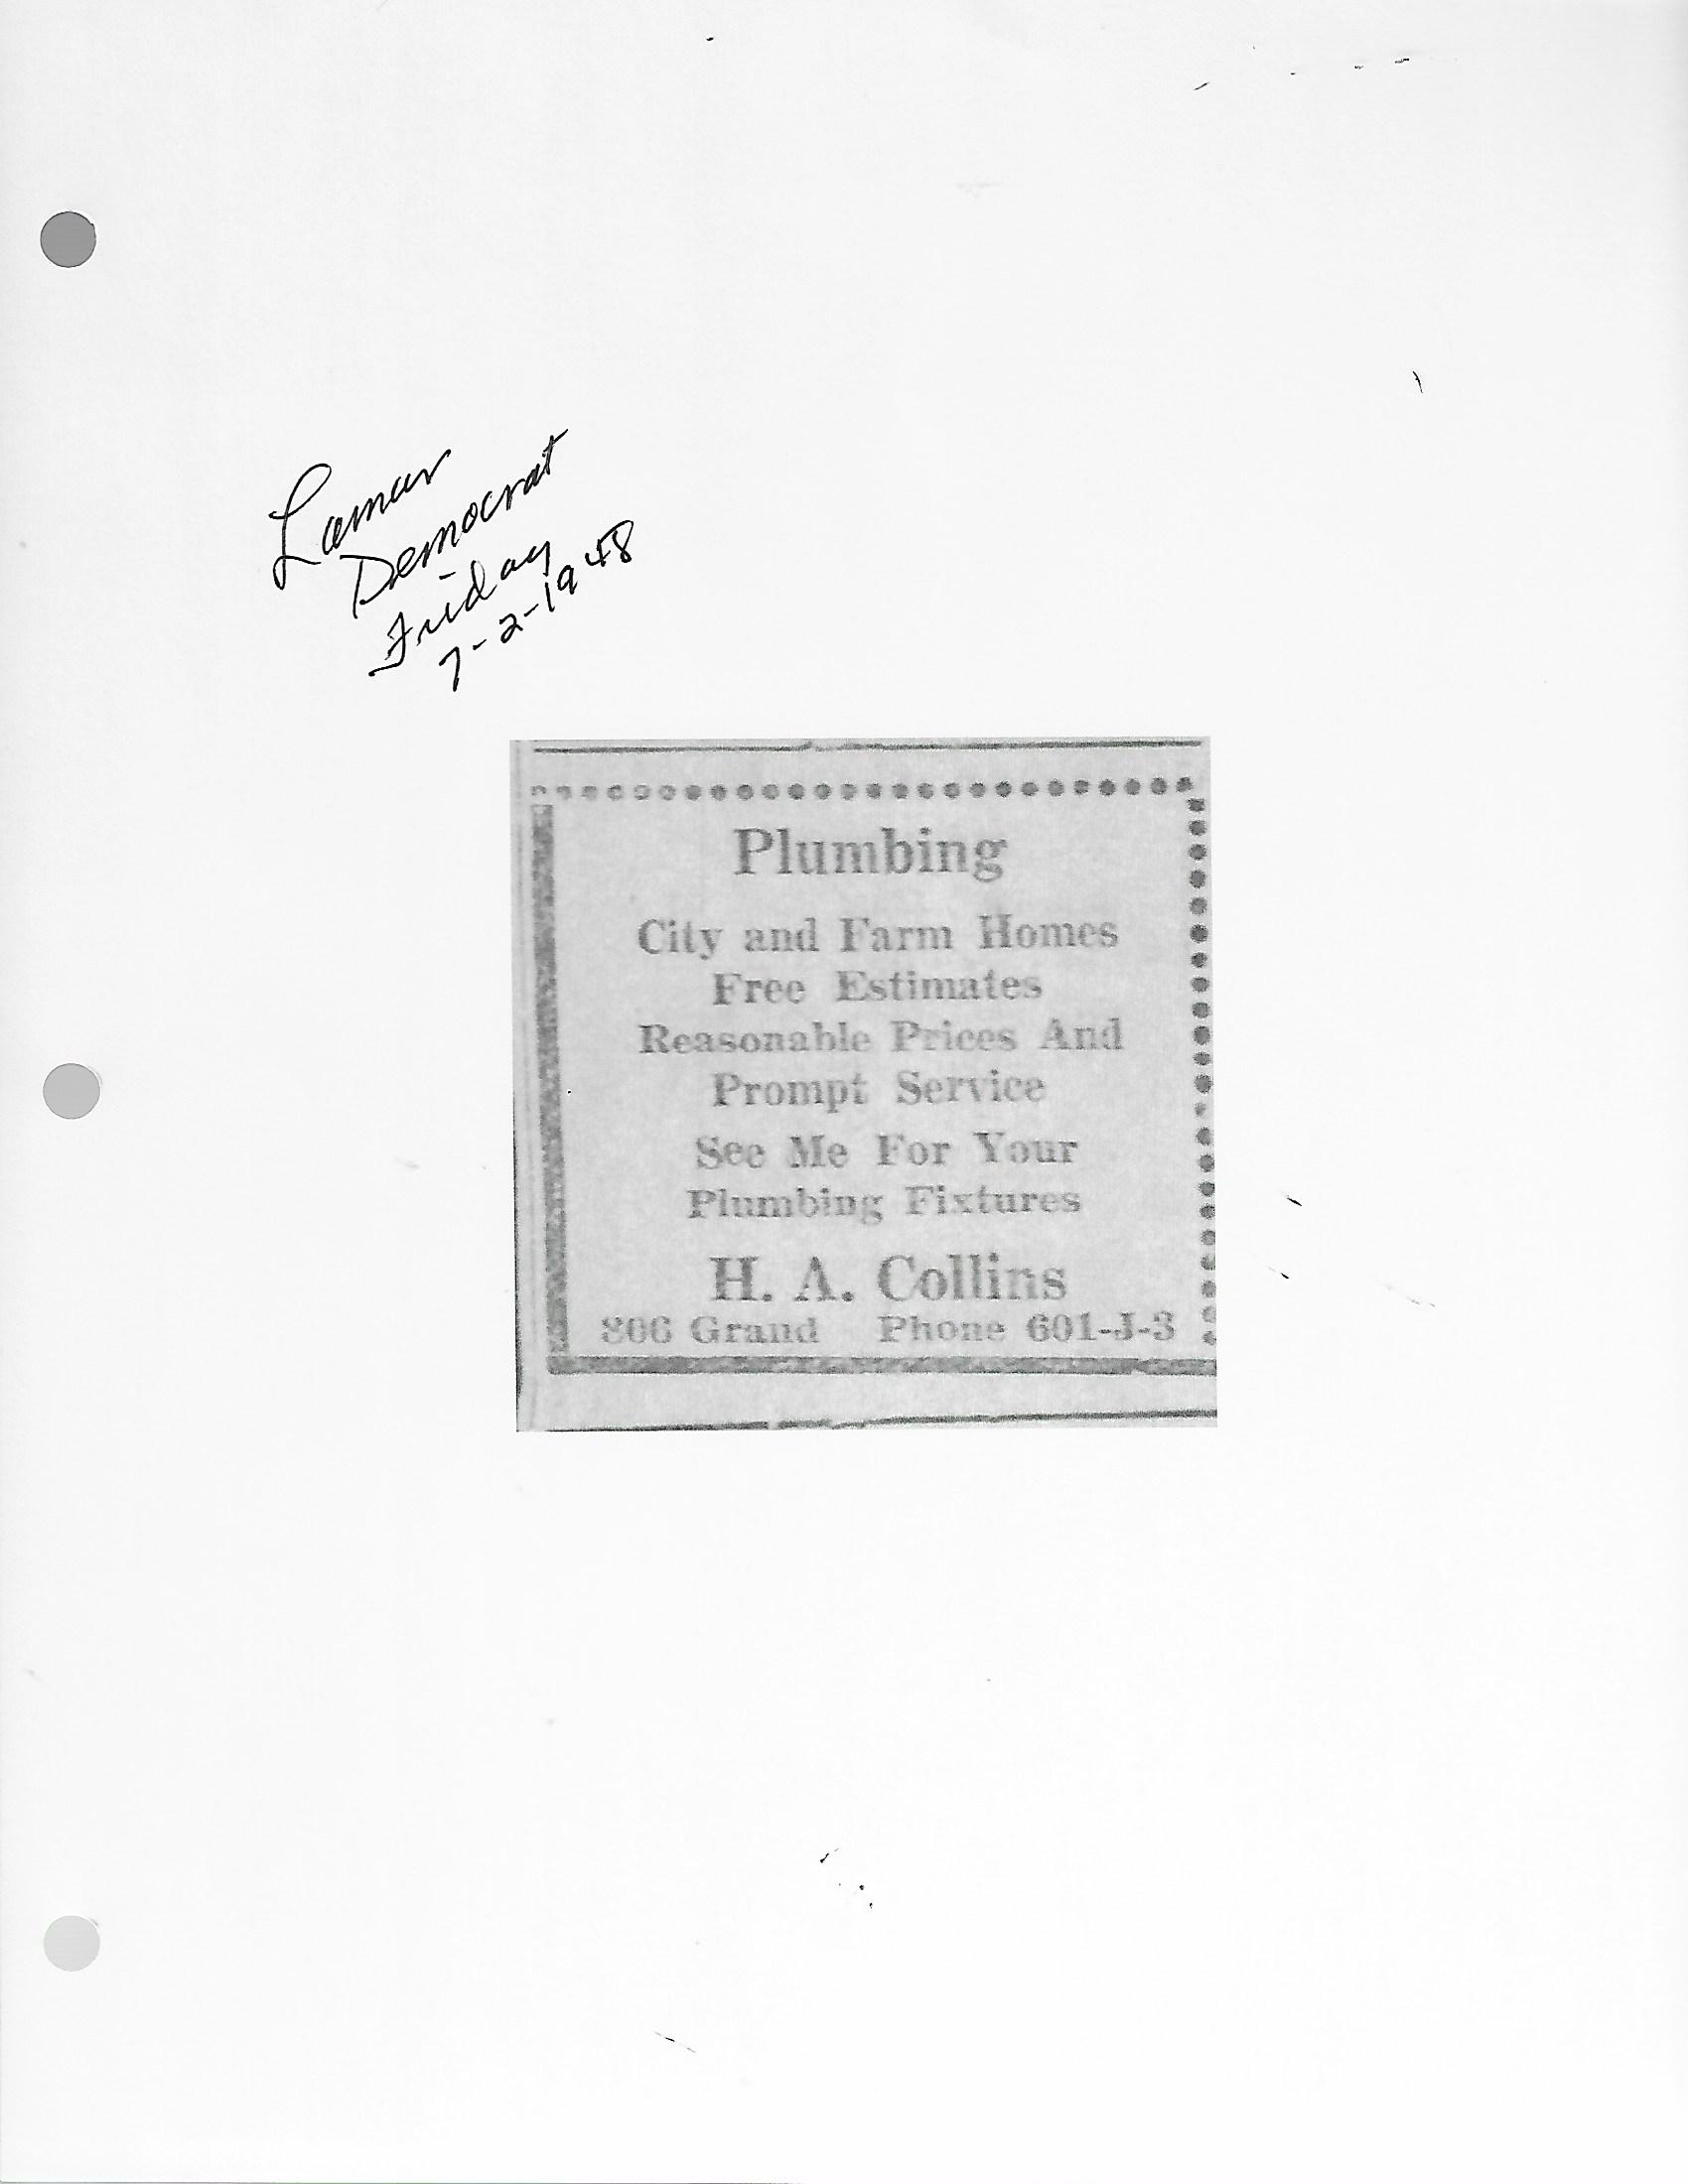 Lamar
Democrat
Friday
7-2-1948
Plumbing
City and Farm Homes
Free Estimates
Reasonable Prices And
Prompt Service
See Me For Your
Plumbing Fixtures
H. A. Collins
806 Grand Phone 601-J-3